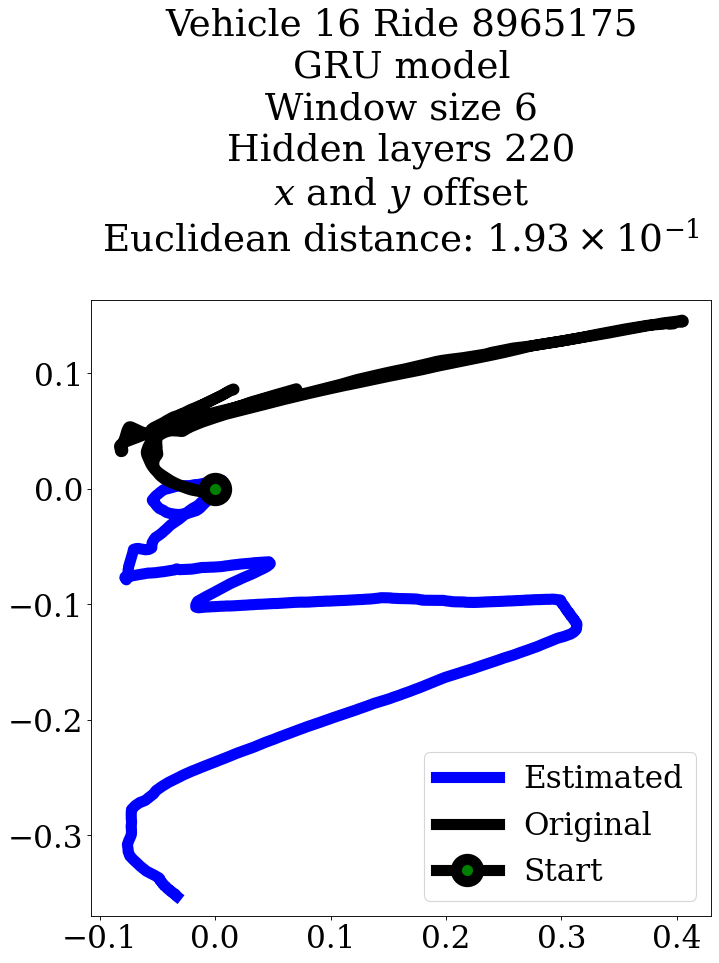 Vehicle 16 Ride 8965175
GRU model
Window size 6
Hidden layers 220
x and y offset
Euclidean distance: 1.93 × 10⁻¹
0.1
0.0
−0.1
−0.2
−0.3
Estimated
Original
Start
−0.1 0.0 0.1 0.2 0.3 0.4